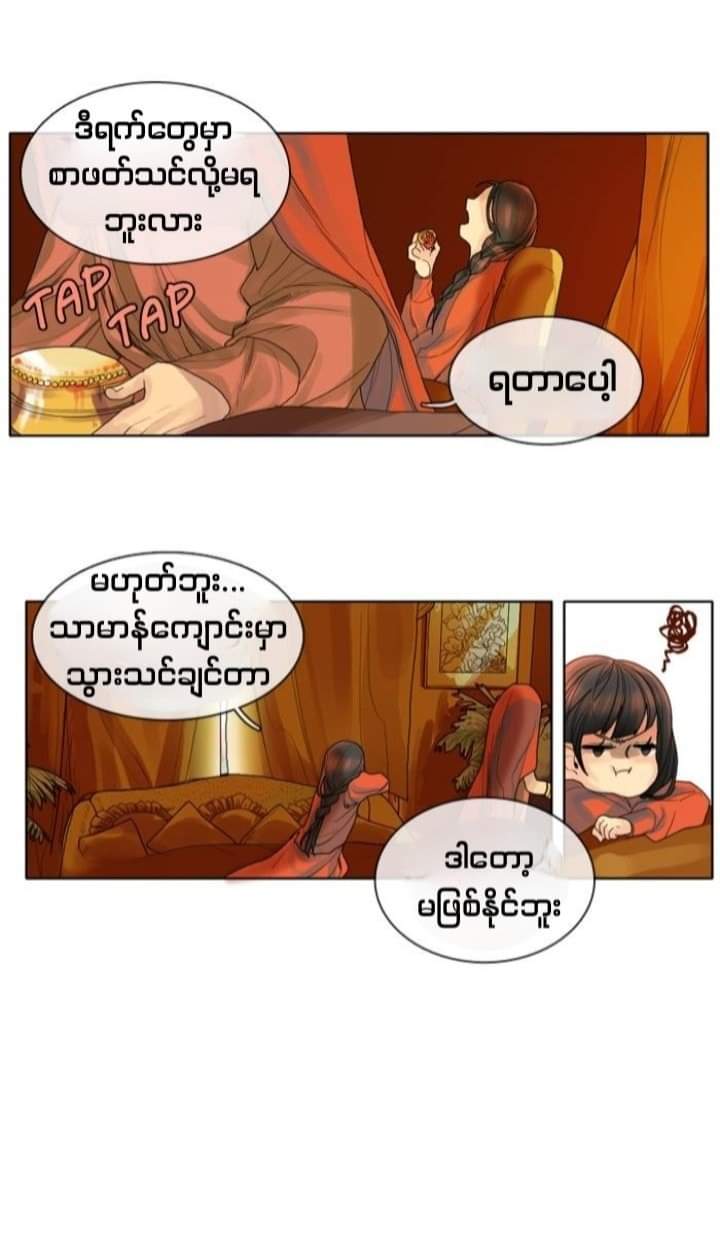 ဒီရက်တွေမှာ
စာဖတ်သင်လို့မရ
ဘူးလား
TAP
TAP
ရတာပေါ့
မဟုတ်ဘူး...
သာမာန်ကျောင်းမှာ
သွားသင်ချင်တာ
ဒါတော့
မဖြစ်နိုင်ဘူး